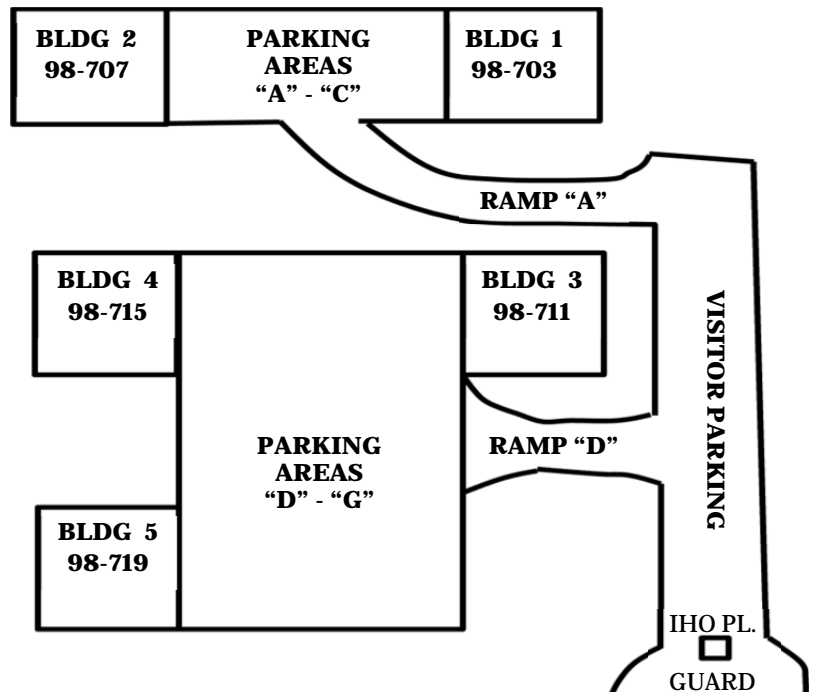 BLDG 2
98-707
PARKING
AREAS
“A” - “C”
BLDG 1
98-703
RAMP “A”
BLDG 4
98-715
BLDG 3
98-711
VISITOR PARKING
PARKING
AREAS
“D” - “G”
RAMP “D”
BLDG 5
98-719
IHO PL.
GUARD